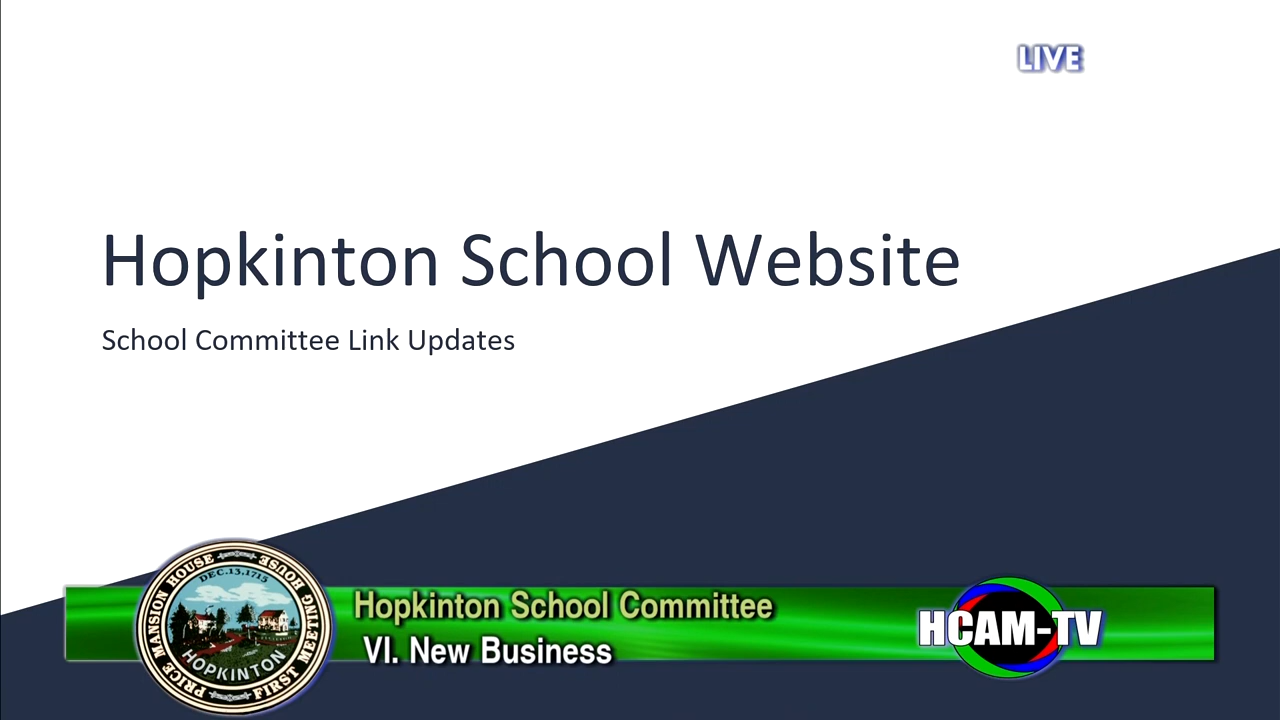 LIVE
Hopkinton School Website
School Committee Link Updates
PRICE MANSION HOUSE
FIRST MEETING HOUSE
DEC.13.1715
HOPKINTON
Hopkinton School Committee
VI. New Business
HCAM-TV